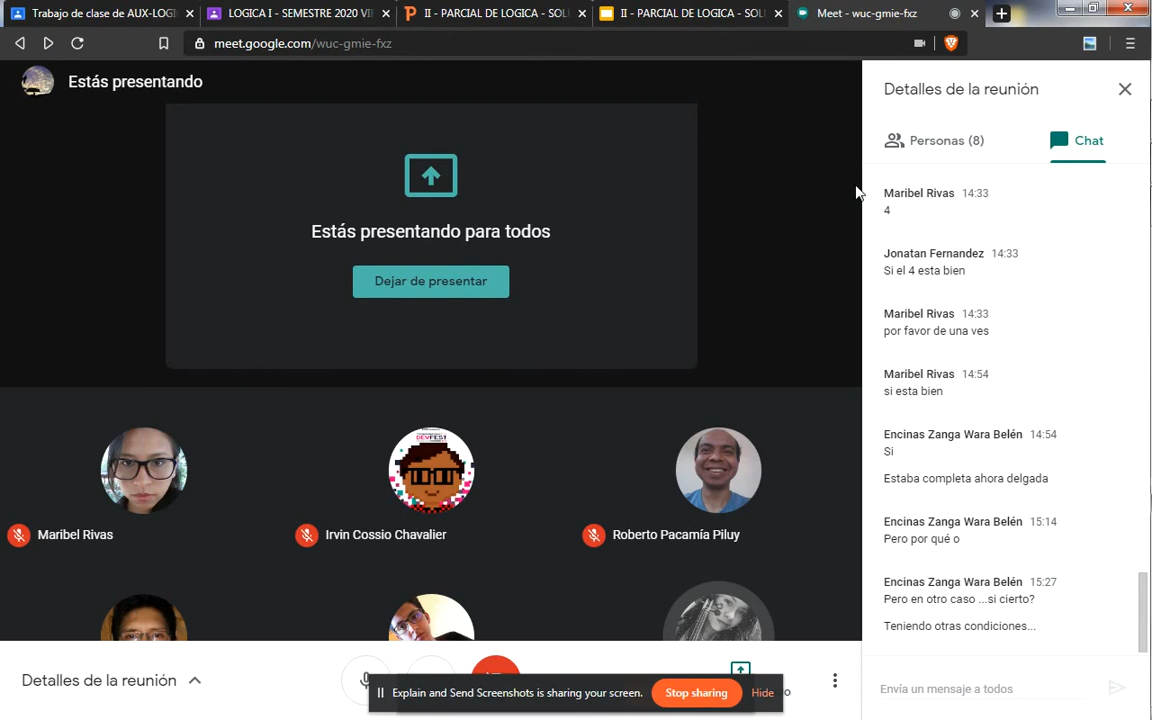 Trabajo de clase de AUX-LOGI
LOGICA I - SEMESTRE 2020 VI
II - PARCIAL DE LOGICA - SOL
II - PARCIAL DE LOGICA - SOL
Meet - wuc-gmie-fxz
meet.google.com/wuc-gmie-fxz
Estás presentando
Estás presentando para todos
Dejar de presentar
Maribel Rivas
Irvin Cossio Chavalier
DEVFEST
Roberto Pacamía Piluy
Detalles de la reunión
Explain and Send Screenshots is sharing your screen.
Stop sharing
Hide
o
Detalles de la reunión
Personas (8)
Chat
Maribel Rivas 14:33
4
Jonatan Fernandez 14:33
Si el 4 esta bien
Maribel Rivas 14:33
por favor de una ves
Maribel Rivas 14:54
si esta bien
Encinas Zanga Wara Belén 14:54
Si
Estaba completa ahora delgada
Encinas Zanga Wara Belén 15:14
Pero por qué o
Encinas Zanga Wara Belén 15:27
Pero en otro caso ...si cierto?
Teniendo otras condiciones...
Envía un mensaje a todos